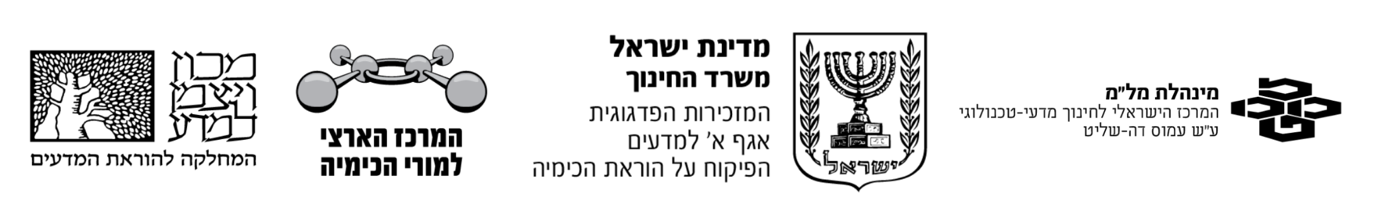 מינהלת מל"מ
המרכז הישראלי לחינוך מדעי-טכנולוגי
ע"ש עמוס דה-שליט
ישראל
מדינת ישראל
משרד החינוך
המזכירות הפדגוגית
אגף א' למדעים
הפיקוח על הוראת הכימיה
המרכז הארצי
למורי הכימיה
מכון
ויצמן
למדע
המחלקה להוראת המדעים